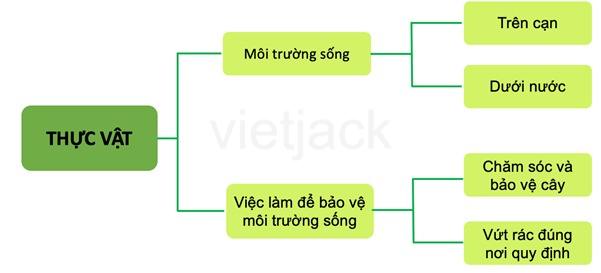 THỰC VẬT
Môi trường sống
Trên cạn
Dưới nước
Việc làm để bảo vệ
môi trường sống
Chăm sóc và
bảo vệ cây
Vứt rác đúng
nơi quy định
vietjack